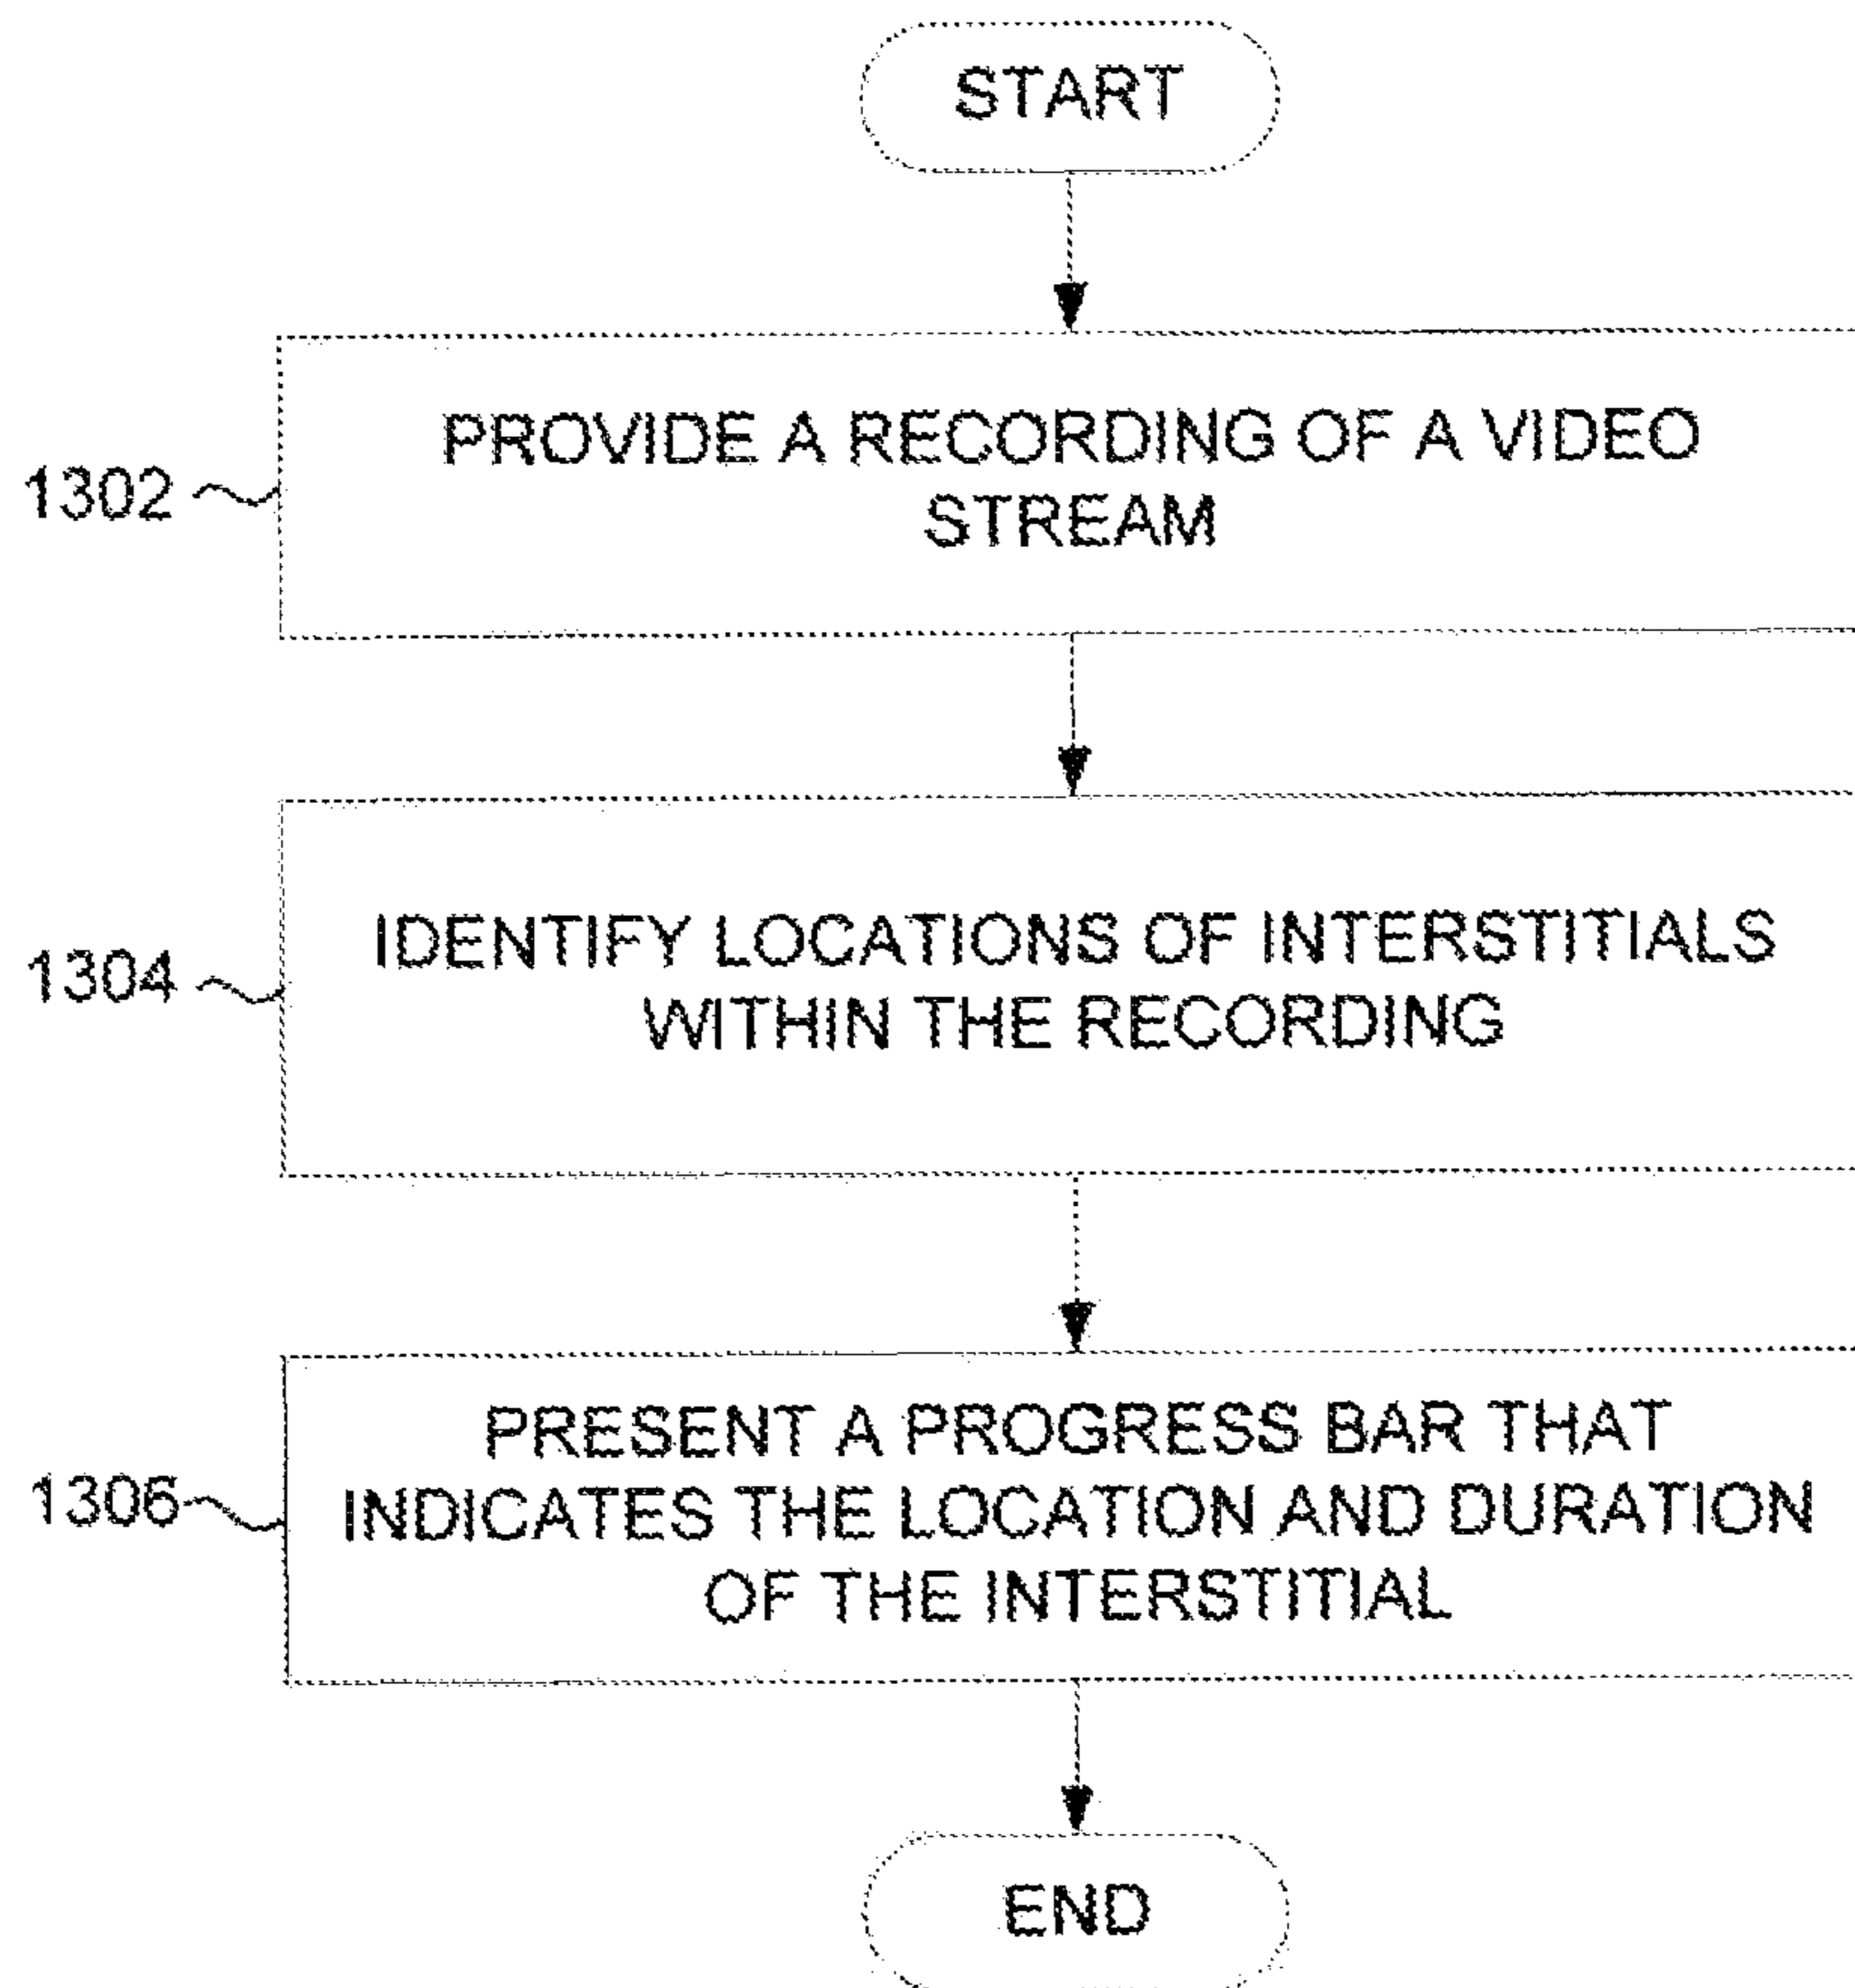 START
PROVIDE A RECORDING OF A VIDEO
STREAM
1302
IDENTIFY LOCATIONS OF INTERSTITIALS
WITHIN THE RECORDING
1304
PRESENT A PROGRESS BAR THAT
INDICATES THE LOCATION AND DURATION
OF THE INTERSTITIAL
1306
END